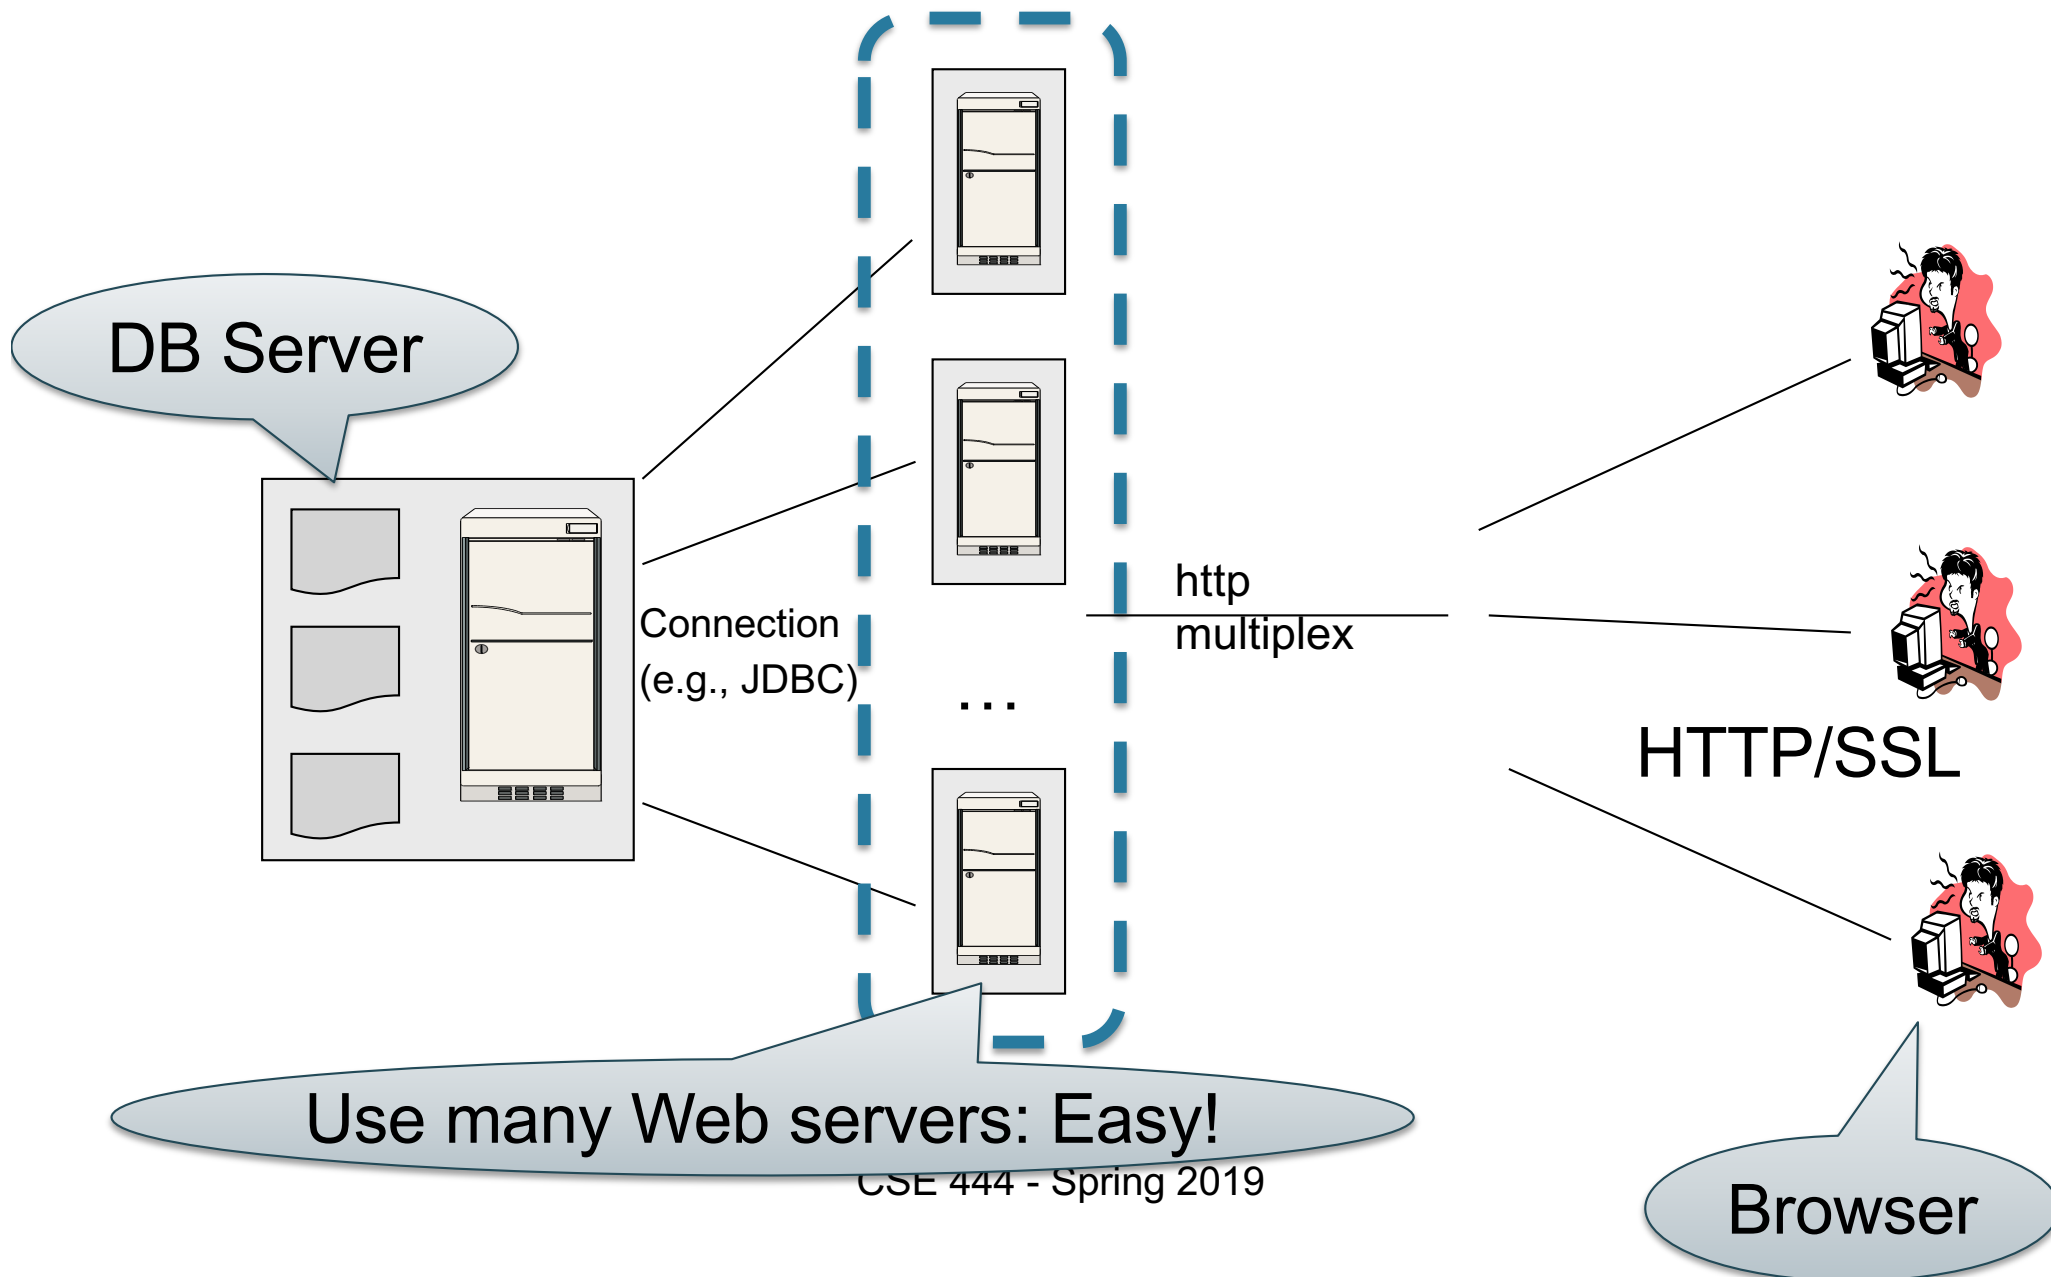 DB Server
Connection
(e.g., JDBC)
...
http
multiplex
HTTP/SSL
Use many Web servers: Easy!
CSE 444 - Spring 2019
Browser